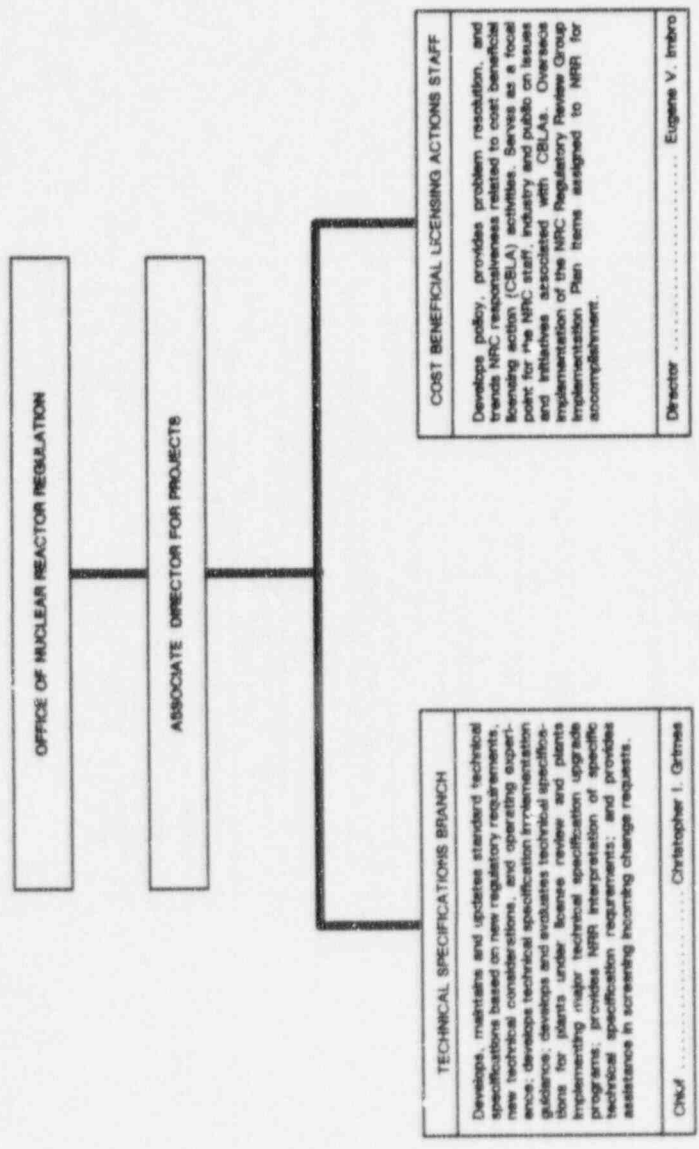 OFFICE OF NUCLEAR REACTOR REGULATION
ASSOCIATE DIRECTOR FOR PROJECTS
TECHNICAL SPECIFICATIONS BRANCH
Develops, maintains and updates standard technical
specifications based on new regulatory requirements,
new technical considerations, and operating experi-
ence; develops technical specification implementation
guidance; develops and evaluates technical specifica-
tions for plants under license review and plants
implementing major technical specification upgrade
programs; provides NRR interpretation of specific
technical specification requirements; and provides
assistance in screening incoming change requests.
Chief .................... Christopher I. Grimes
COST BENEFICIAL LICENSING ACTIONS STAFF
Develops policy, provides problem resolution, and
trends NRC responsiveness related to cost beneficial
licensing action (CBLA) activities. Serves as a focal
point for the NRC staff, industry and public on issues
and initiatives associated with CBLAs. Oversees
implementation of the NRC Regulatory Review Group
Implementation Plan items assigned to NRR for
accomplishment.
Director .................... Eugene V. Imbro